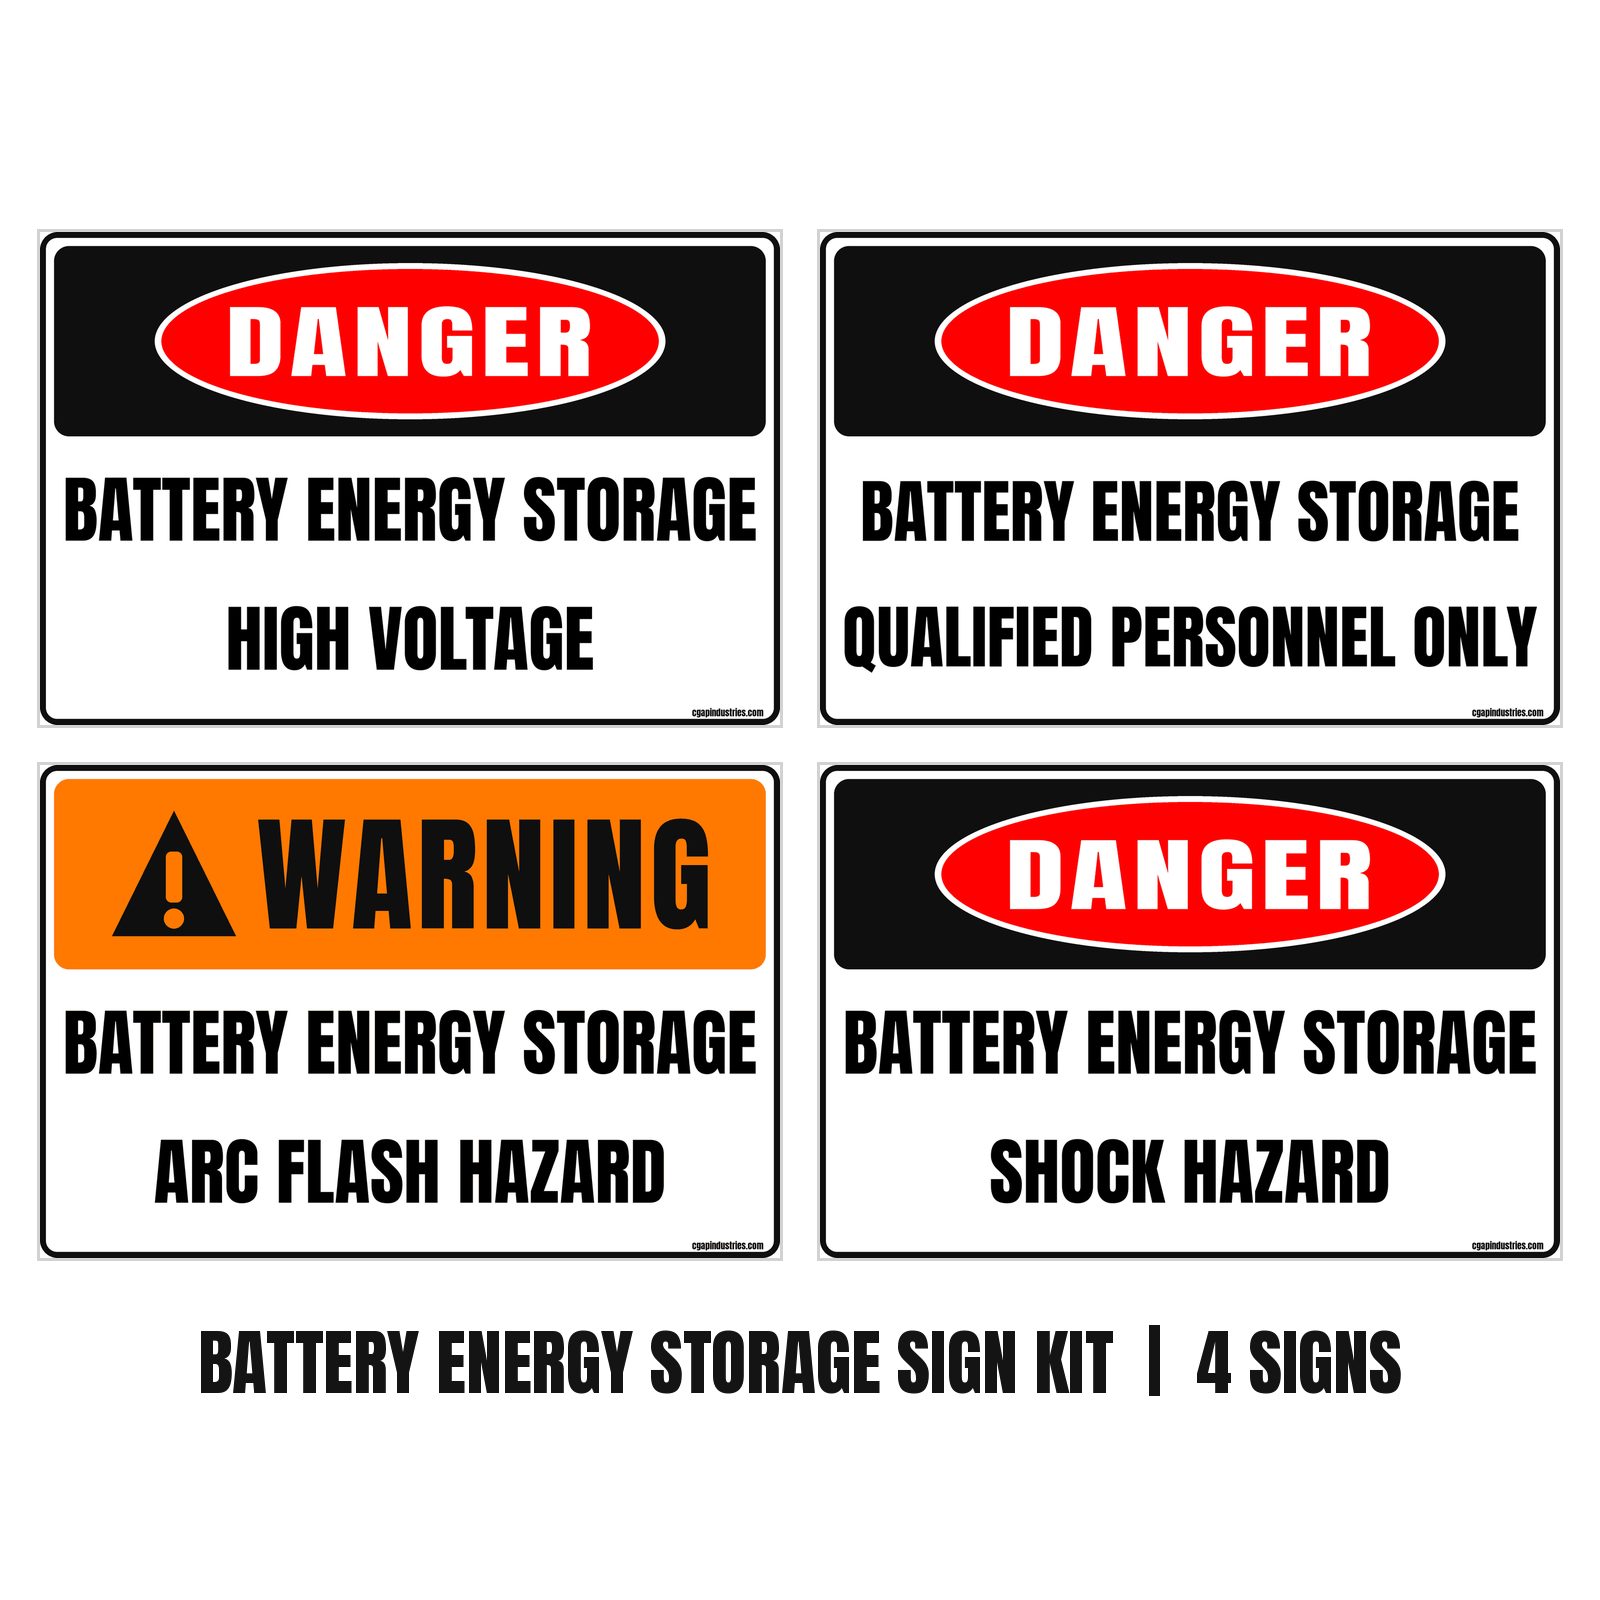 DANGER
BATTERY ENERGY STORAGE
HIGH VOLTAGE
cgapindustries.com
DANGER
BATTERY ENERGY STORAGE
QUALIFIED PERSONNEL ONLY
cgapindustries.com
WARNING
BATTERY ENERGY STORAGE
ARC FLASH HAZARD
cgapindustries.com
DANGER
BATTERY ENERGY STORAGE
SHOCK HAZARD
cgapindustries.com
BATTERY ENERGY STORAGE SIGN KIT | 4 SIGNS